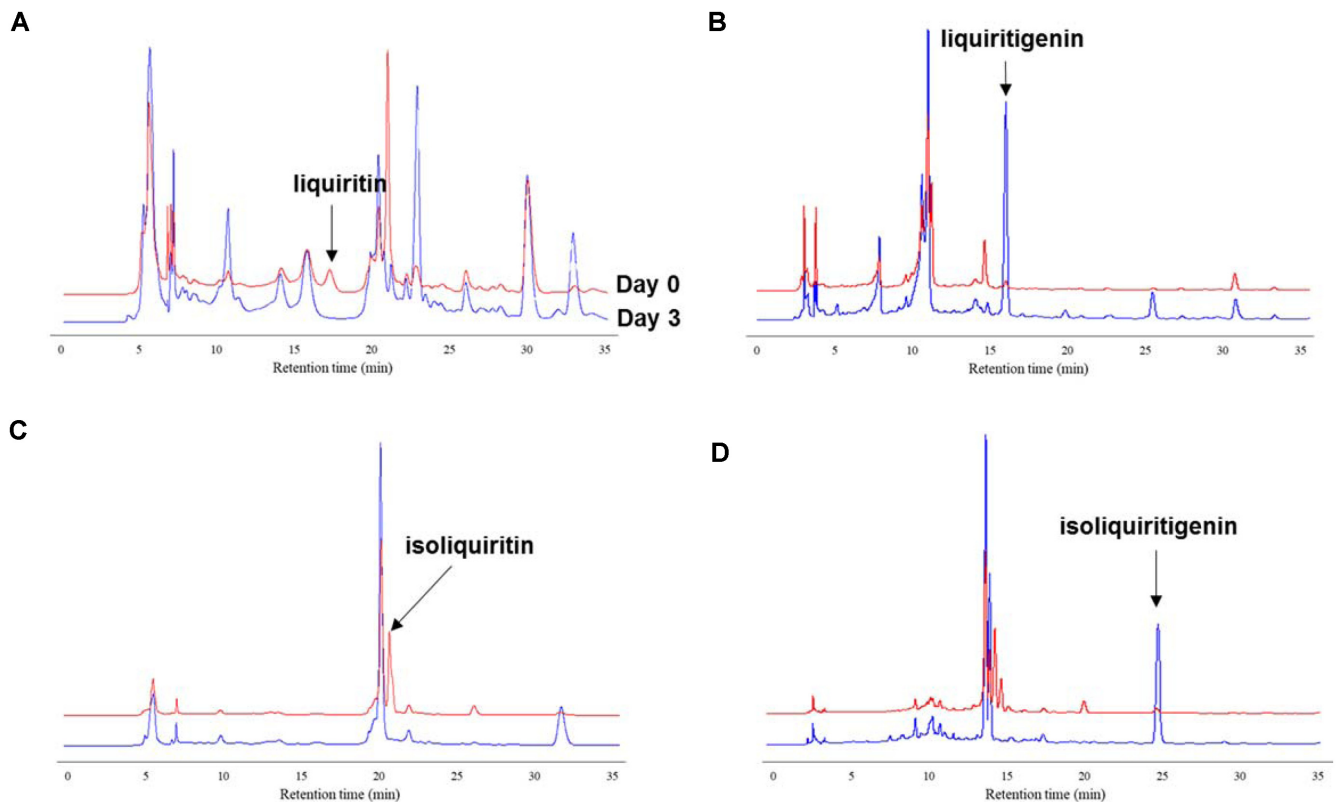 A
liquiritin
Day 0
Day 3
0 5 10 15 20 25 30 35
Retention time (min)
B
liquiritigenin
0 5 10 15 20 25 30 35
Retention time (min)
C
isoliquiritin
0 5 10 15 20 25 30 35
Retention time (min)
D
isoliquiritigenin
0 5 10 15 20 25 30 35
Retention time (min)